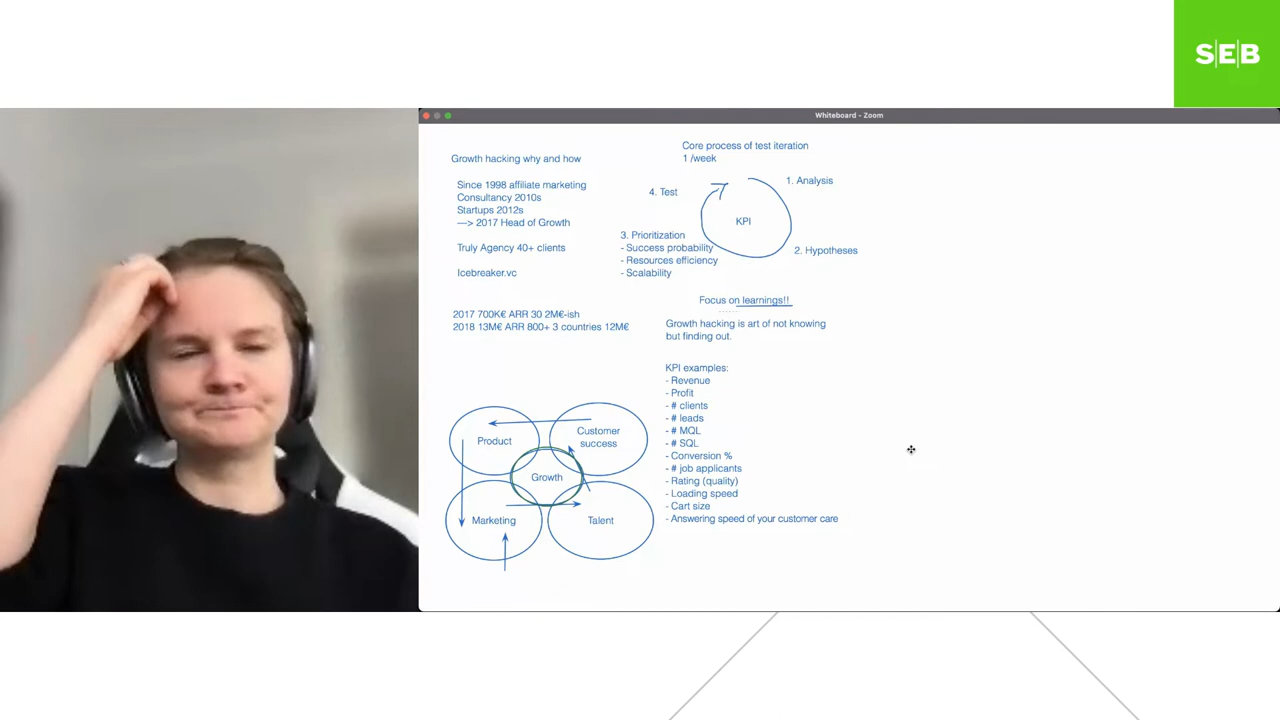 S|E|B
Whiteboard - Zoom
Growth hacking why and how
Since 1998 affiliate marketing
Consultancy 2010s
Startups 2012s
—> 2017 Head of Growth
Truly Agency 40+ clients
Icebreaker.vc
2017 700K€ ARR 30 2M€-ish
2018 13M€ ARR 800+ 3 countries 12M€
Product
Customer
success
Growth
Marketing
Talent
Core process of test iteration
1 /week
1. Analysis
4. Test
KPI
3. Prioritization
- Success probability
- Resources efficiency
- Scalability
2. Hypotheses
Focus on learnings!!
Growth hacking is art of not knowing
but finding out.
KPI examples:
- Revenue
- Profit
- # clients
- # leads
- # MQL
- # SQL
- Conversion %
- # job applicants
- Rating (quality)
- Loading speed
- Cart size
- Answering speed of your customer care